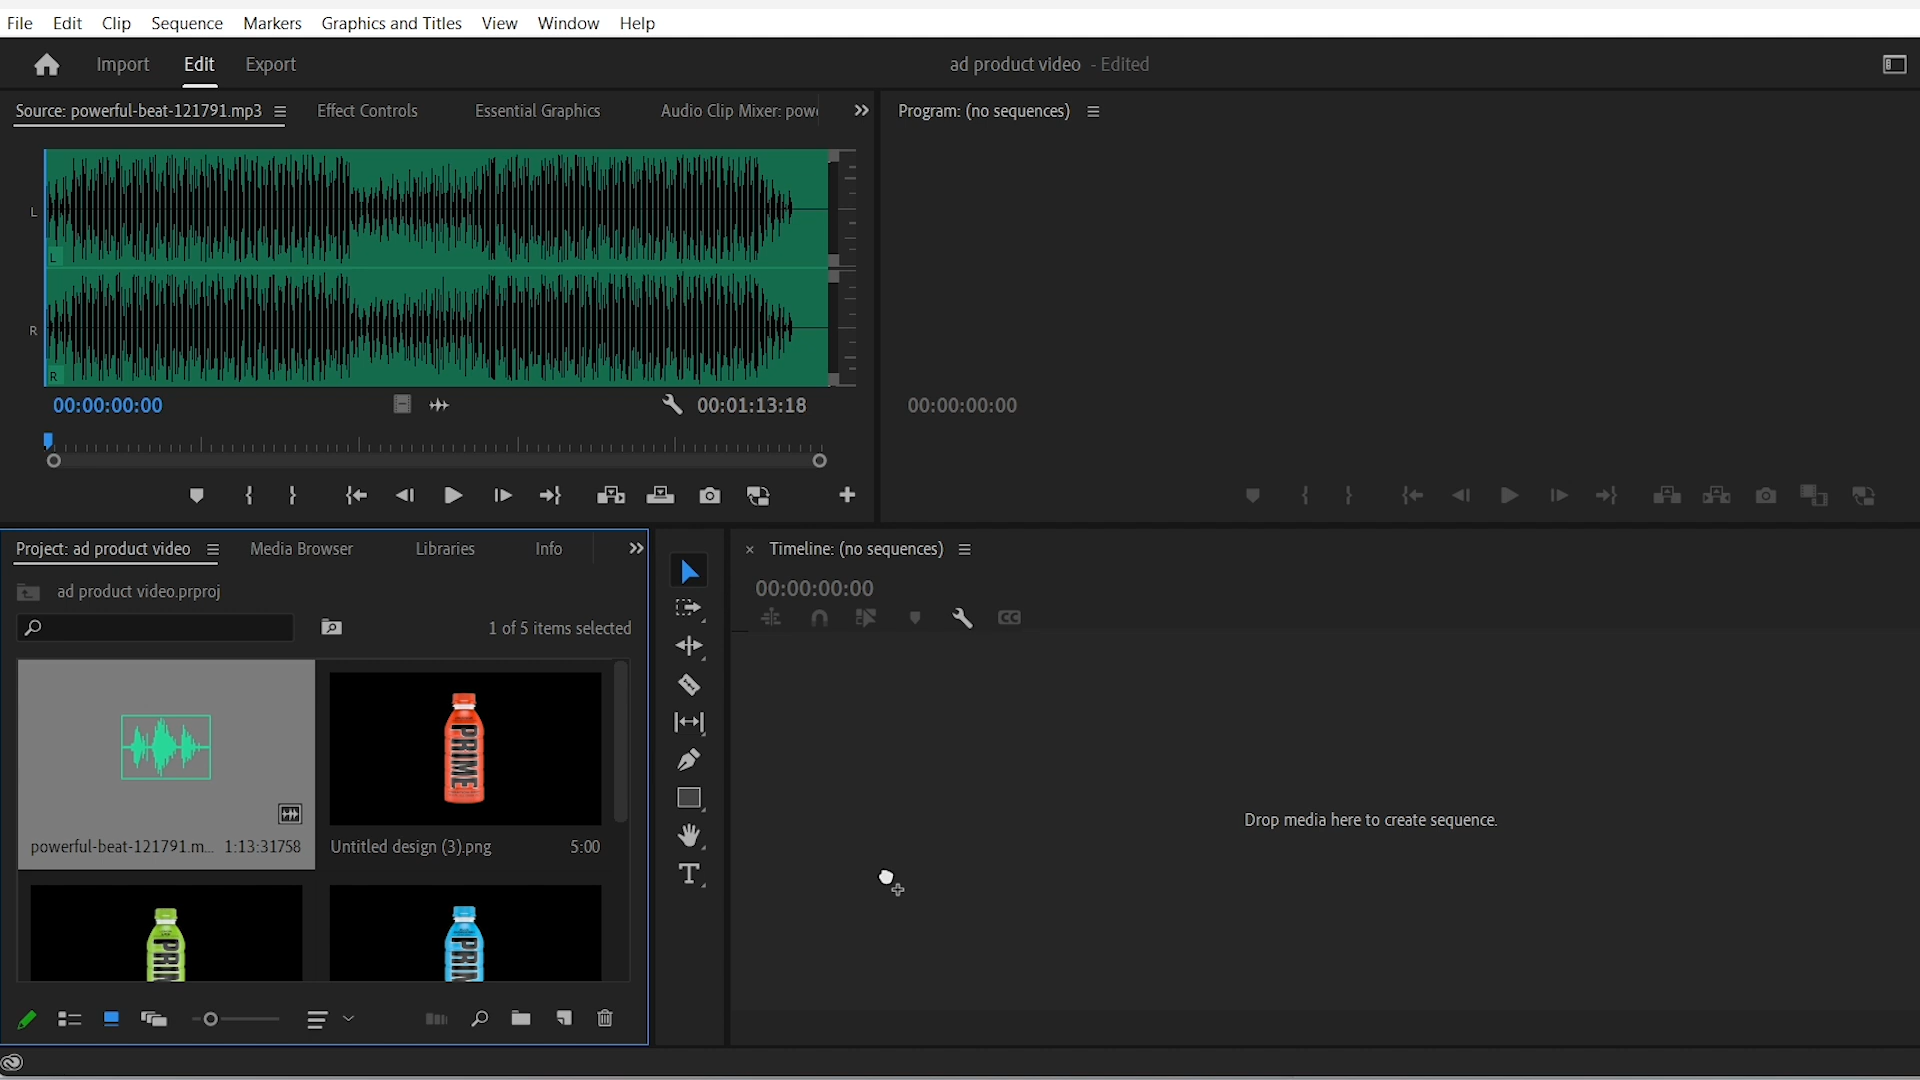 File Edit Clip Sequence Markers Graphics and Titles View Window Help
Import Edit Export ad product video - Edited
Source: powerful-beat-121791.mp3 Effect Controls Essential Graphics Audio Clip Mixer: powe Program: (no sequences)
L
L
R
R
00:00:00:00 00:01:13:18 00:00:00:00
Project: ad product video Media Browser Libraries Info
ad product video.prproj
1 of 5 items selected
× Timeline: (no sequences)
00:00:00:00
CC
PRIME
powerful-beat-121791.m... 1:13:31758 Untitled design (3).png 5:00
Drop media here to create sequence.
T
PRIM
PRIM